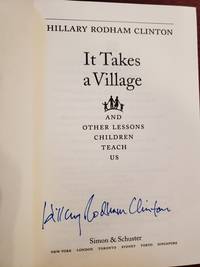 HILLARY RODHAM CLINTON
It Takes
a Village
AND
OTHER LESSONS
CHILDREN
TEACH
US
Hillary Rodham Clinton
Simon & Schuster
NEW YORK LONDON TORONTO SYDNEY TOKYO SINGAPORE